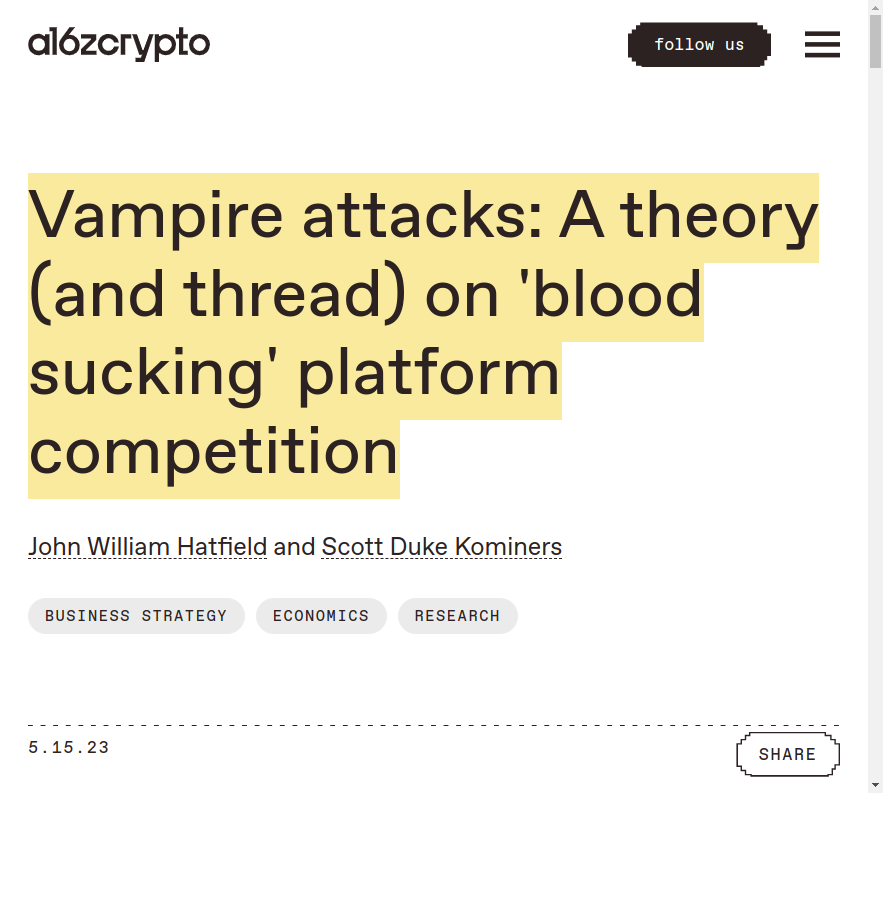 a16zcrypto
follow us
Vampire attacks: A theory
(and thread) on 'blood
sucking' platform
competition
John William Hatfield and Scott Duke Kominers
BUSINESS STRATEGY ECONOMICS RESEARCH
5.15.23
SHARE